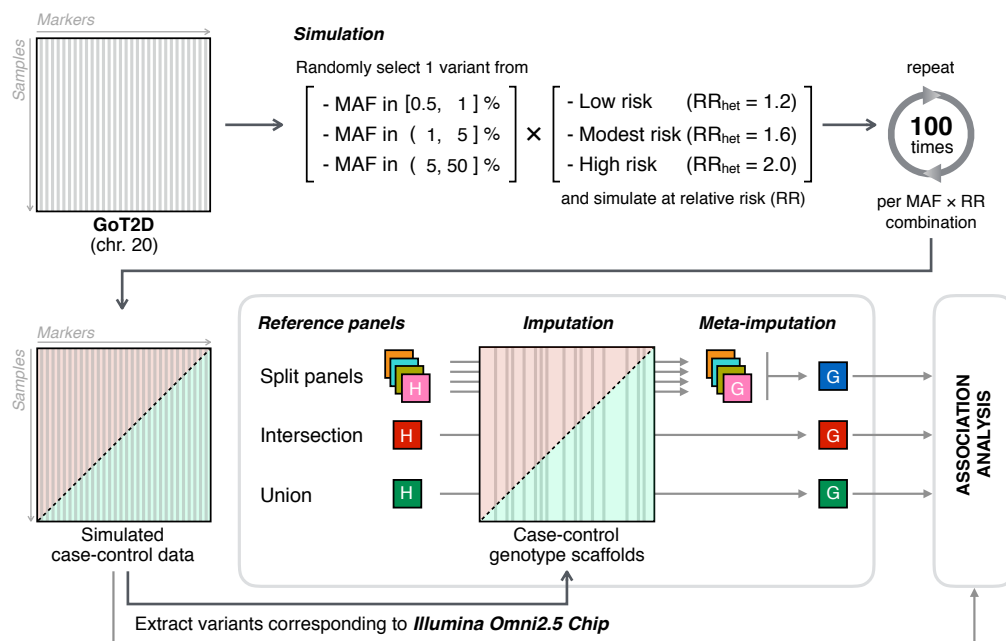 Markers
Samples
GoT2D
(chr. 20)
Simulation
Randomly select 1 variant from
- MAF in [0.5, 1 ] %
- MAF in ( 1, 5 ] %
- MAF in ( 5, 50 ] %
×
- Low risk (RRhet = 1.2)
- Modest risk (RRhet = 1.6)
- High risk (RRhet = 2.0)
and simulate at relative risk (RR)
repeat
100
times
per MAF × RR
combination
Markers
Samples
Simulated
case-control data
Reference panels
Imputation
Meta-imputation
Split panels
H
G
G
Intersection
H
G
Union
H
G
Case-control
genotype scaffolds
ASSOCIATION
ANALYSIS
Extract variants corresponding to Illumina Omni2.5 Chip